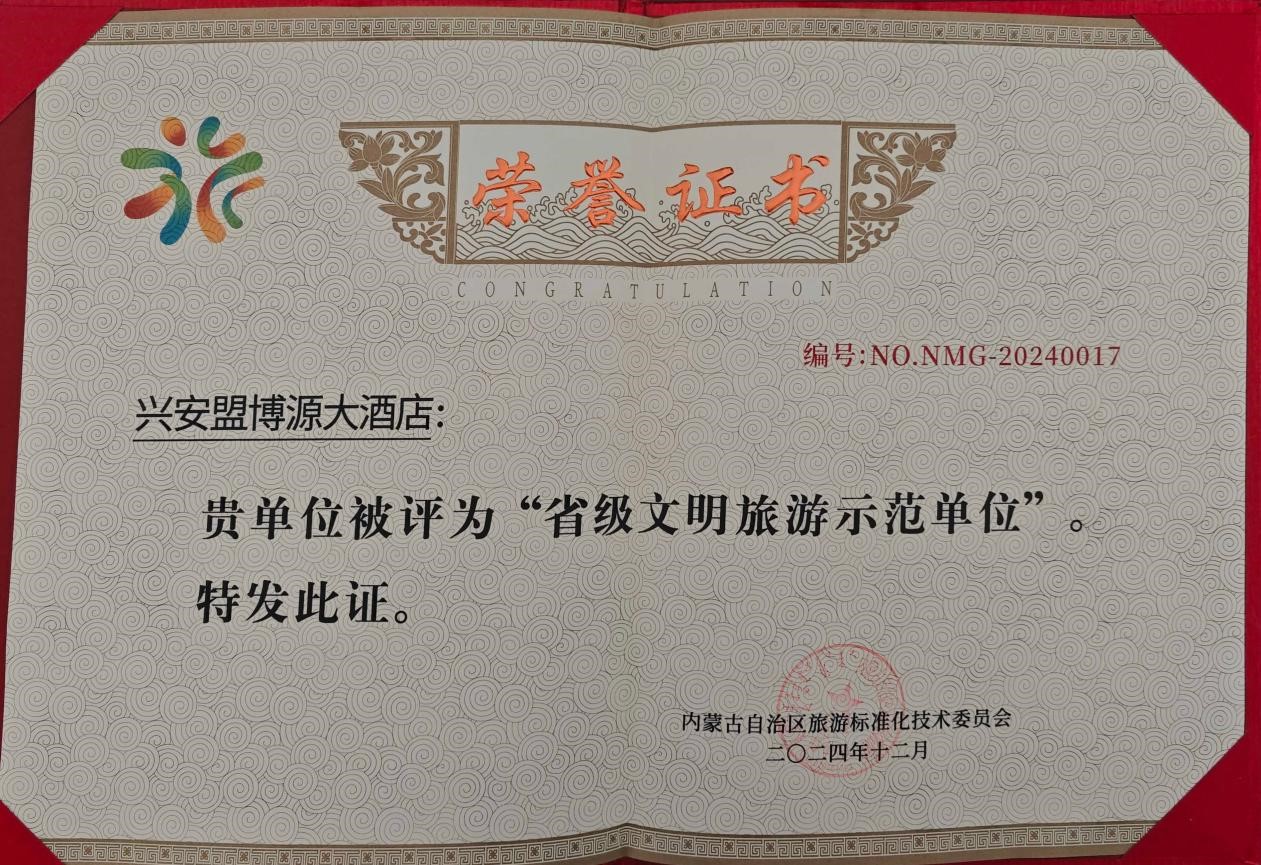 荣誉证书
CONGRATULATION
编号:NO.NMG-20240017
兴安盟博源大酒店:
贵单位被评为“省级文明旅游示范单位”。
特发此证。
内蒙古自治区旅游标准化技术委员会
二〇二四年十二月